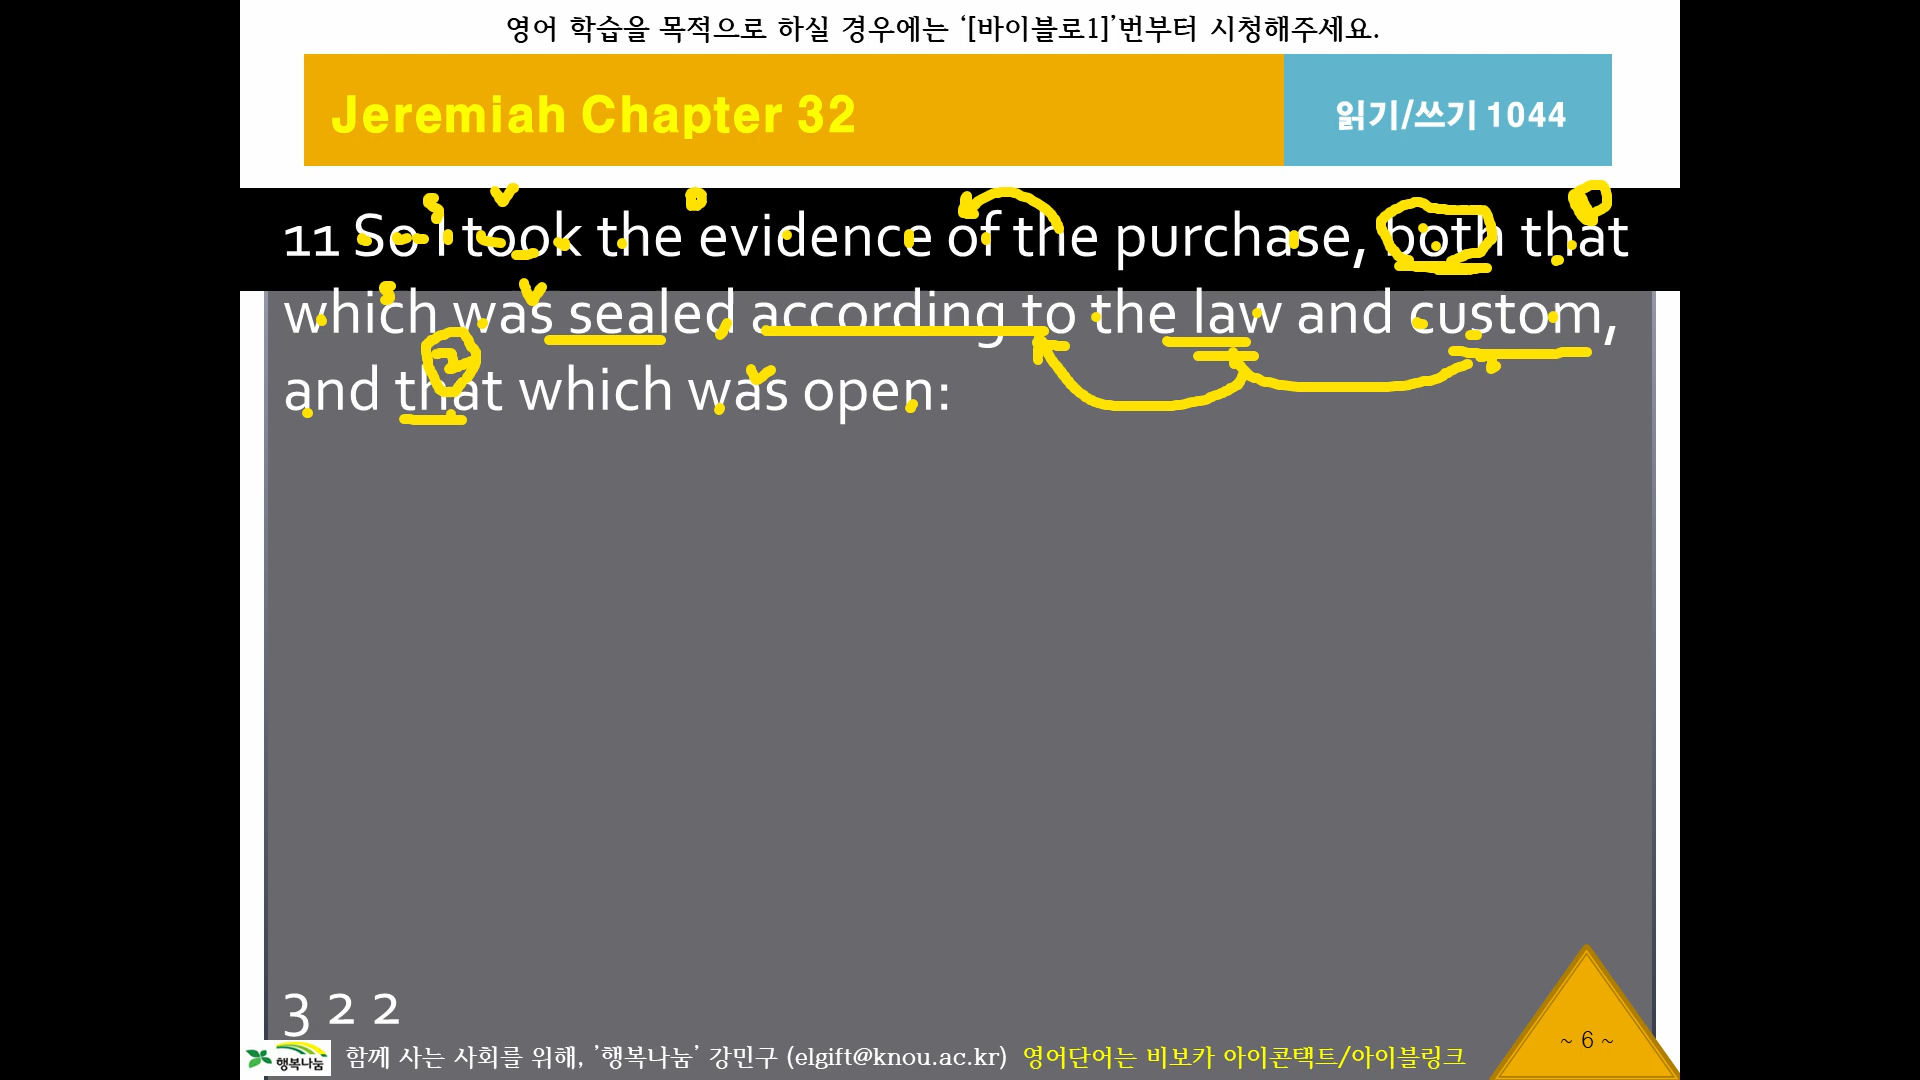 영어 학습을 목적으로 하실 경우에는 ‘[바이블로1]’번부터 시청해주세요.
Jeremiah Chapter 32
읽기/쓰기 1044
11 So I took the evidence of the purchase, both that
which was sealed according to the law and custom,
and that which was open:
3 2 2
행복나눔
함께 사는 사회를 위해, ’행복나눔’ 강민구 (elgift@knou.ac.kr) 영어단어는 비보카 아이콘택트/아이블링크
~ 6 ~